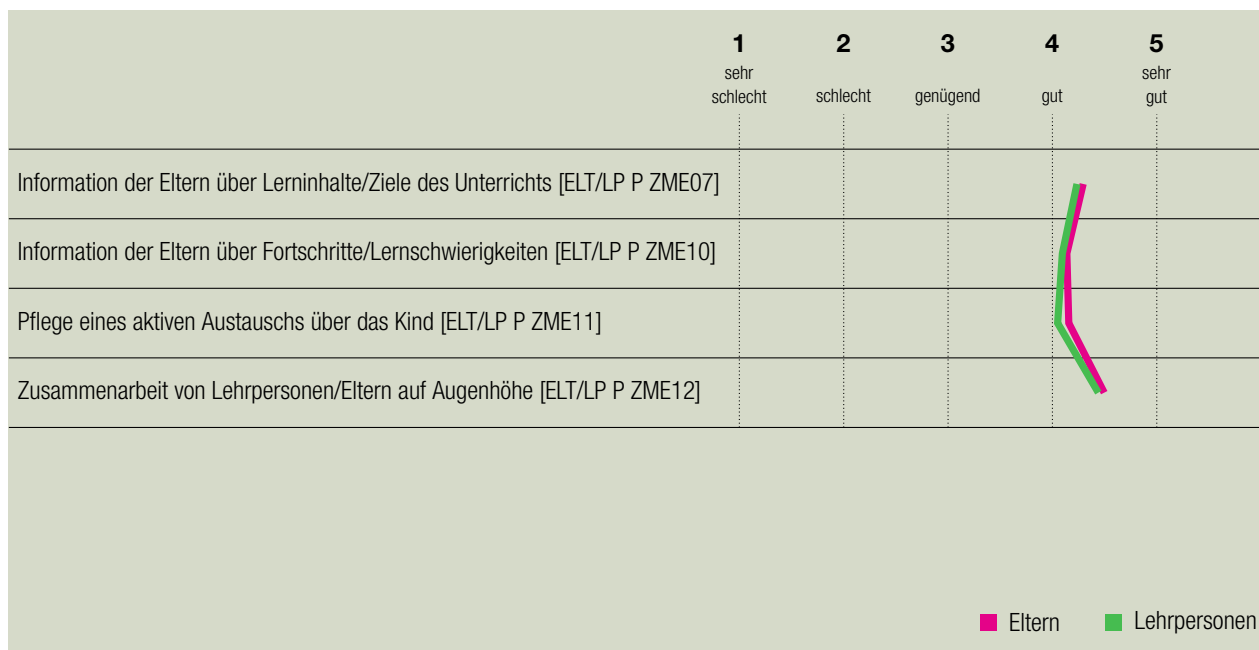 1 2 3 4 5
sehr schlecht schlecht genügend gut sehr gut
Information der Eltern über Lerninhalte/Ziele des Unterrichts [ELT/LP P ZME07]
Information der Eltern über Fortschritte/Lernschwierigkeiten [ELT/LP P ZME10]
Pflege eines aktiven Austauschs über das Kind [ELT/LP P ZME11]
Zusammenarbeit von Lehrpersonen/Eltern auf Augenhöhe [ELT/LP P ZME12]
Eltern Lehrpersonen